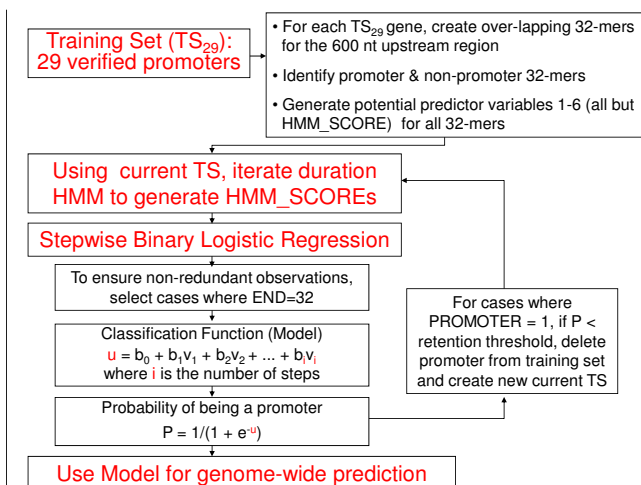 Training Set (TS29):
29 verified promoters
• For each TS29 gene, create over-lapping 32-mers
for the 600 nt upstream region
• Identify promoter & non-promoter 32-mers
• Generate potential predictor variables 1-6 (all but
HMM_SCORE) for all 32-mers
Using current TS, iterate duration
HMM to generate HMM_SCOREs
Stepwise Binary Logistic Regression
To ensure non-redundant observations,
select cases where END=32
Classification Function (Model)
u = b0 + b1v1 + b2v2 + ... + bivi
where i is the number of steps
Probability of being a promoter
P = 1/(1 + e-u)
For cases where
PROMOTER = 1, if P <
retention threshold, delete
promoter from training set
and create new current TS
Use Model for genome-wide prediction